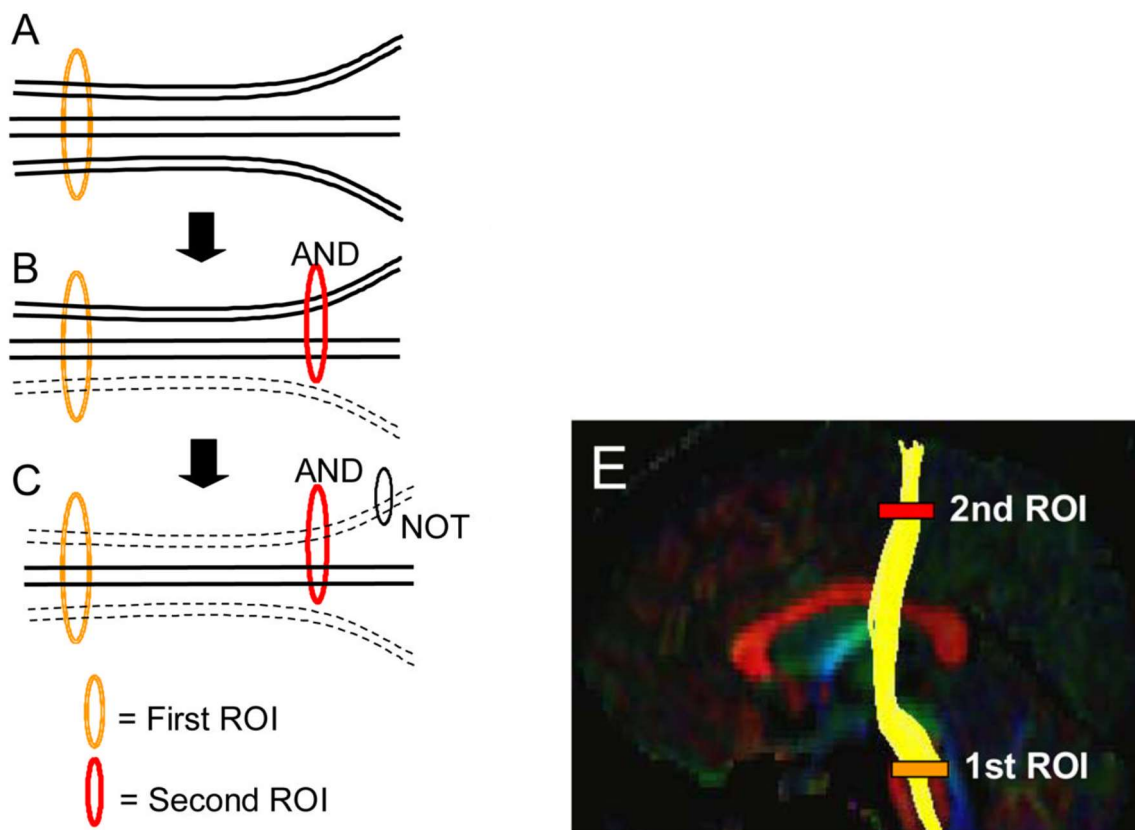 A
B
AND
C
AND
NOT
= First ROI
= Second ROI
E
2nd ROI
1st ROI